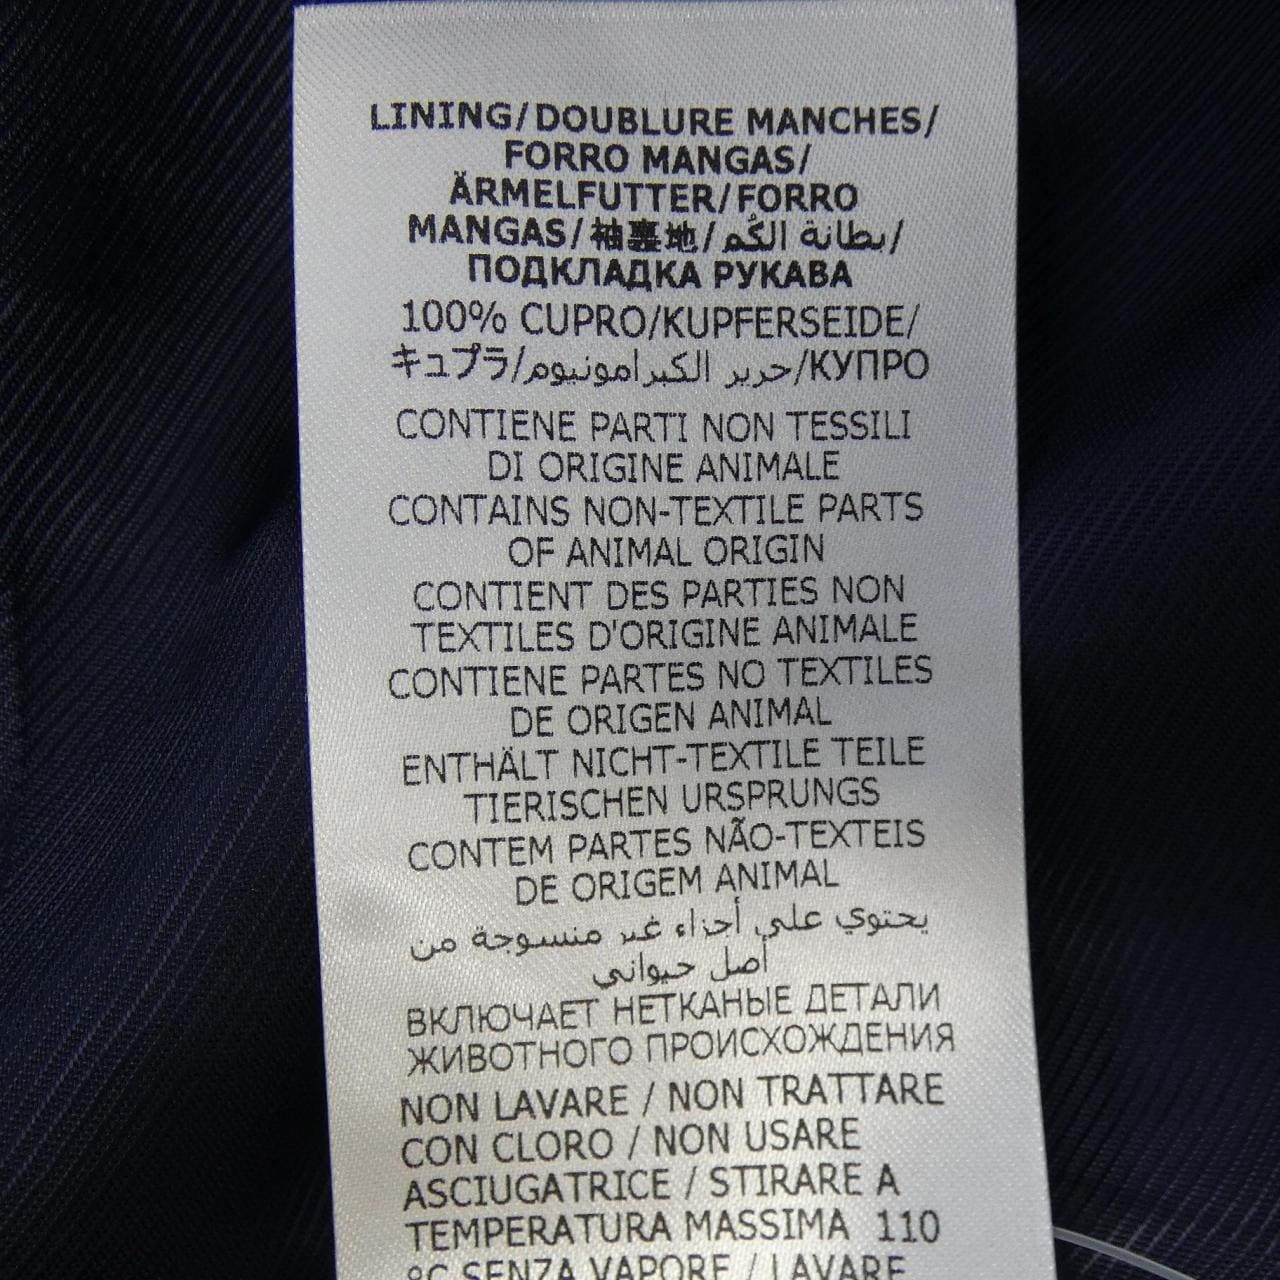 LINING/DOUBLURE MANCHES/
FORRO MANGAS/
ÄRMELFUTTER/FORRO
MANGAS/袖裏地/بطانة الكُم/
ПОДКЛАДКА РУКАВА
100% CUPRO/KUPFERSEIDE/
キュプラ/حرير الكبرامونيوم/КУПРО
CONTIENE PARTI NON TESSILI
DI ORIGINE ANIMALE
CONTAINS NON-TEXTILE PARTS
OF ANIMAL ORIGIN
CONTIENT DES PARTIES NON
TEXTILES D'ORIGINE ANIMALE
CONTIENE PARTES NO TEXTILES
DE ORIGEN ANIMAL
ENTHÄLT NICHT-TEXTILE TEILE
TIERISCHEN URSPRUNGS
CONTEM PARTES NÃO-TEXTEIS
DE ORIGEM ANIMAL
يحتوي على أجزاء غير منسوجة من
أصل حيواني
ВКЛЮЧАЕТ НЕТКАНЫЕ ДЕТАЛИ
ЖИВОТНОГО ПРОИСХОЖДЕНИЯ
NON LAVARE / NON TRATTARE
CON CLORO / NON USARE
ASCIUGATRICE / STIRARE A
TEMPERATURA MASSIMA 110
°C SENZA VAPORE / LAVARE